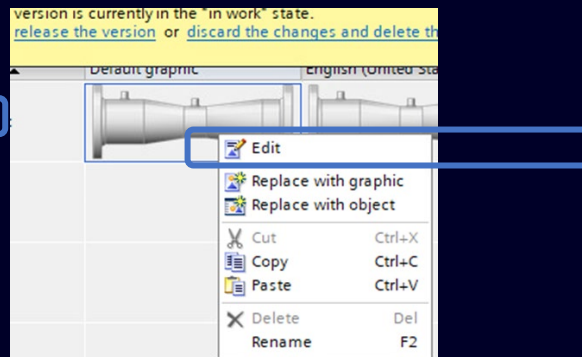 version is currently in the "in work" state.
release the version or discard the changes and delete th
Default graphic English (United Sta
Edit
Replace with graphic
Replace with object
Cut Ctrl+X
Copy Ctrl+C
Paste Ctrl+V
Delete Del
Rename F2